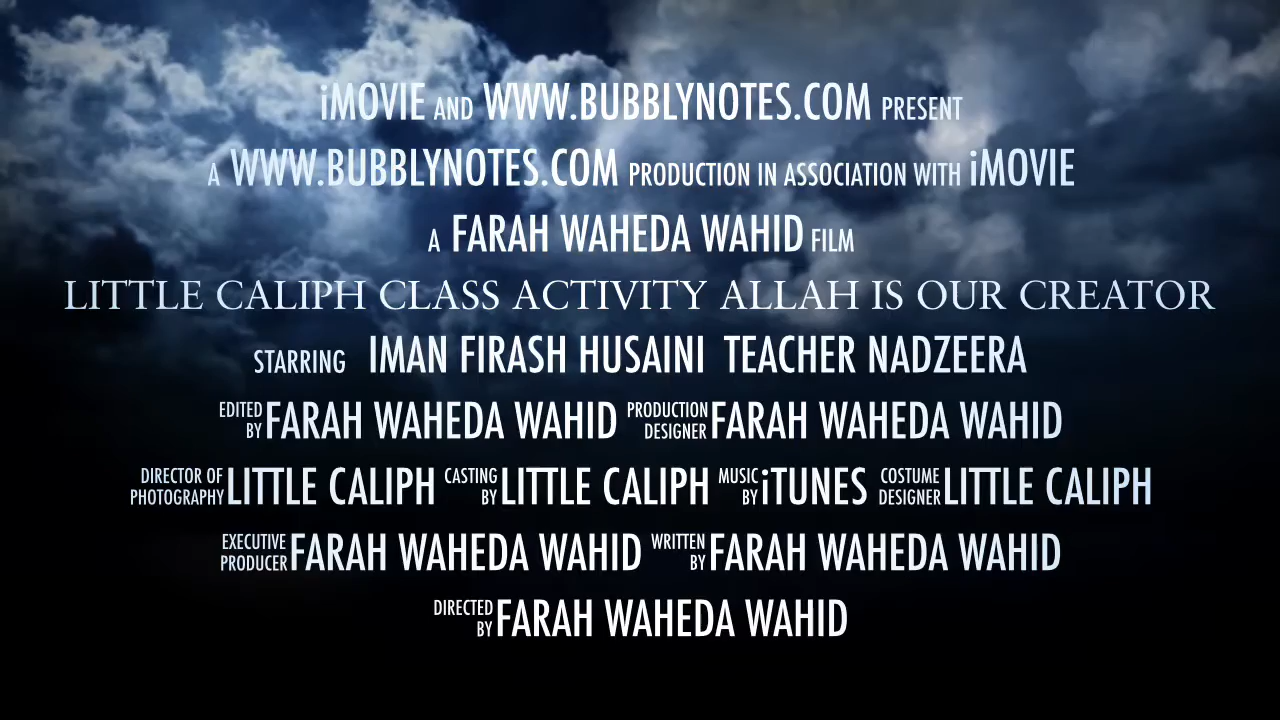 iMOVIE AND WWW.BUBBLYNOTES.COM PRESENT
A WWW.BUBBLYNOTES.COM PRODUCTION IN ASSOCIATION WITH iMOVIE
A FARAH WAHEDA WAHID FILM
LITTLE CALIPH CLASS ACTIVITY ALLAH IS OUR CREATOR
STARRING IMAN FIRASH HUSAINI TEACHER NADZEERA
EDITED BY FARAH WAHEDA WAHID PRODUCTION DESIGNER FARAH WAHEDA WAHID
DIRECTOR OF PHOTOGRAPHY LITTLE CALIPH CASTING BY LITTLE CALIPH MUSIC BY iTUNES COSTUME DESIGNER LITTLE CALIPH
EXECUTIVE PRODUCER FARAH WAHEDA WAHID WRITTEN BY FARAH WAHEDA WAHID
DIRECTED BY FARAH WAHEDA WAHID